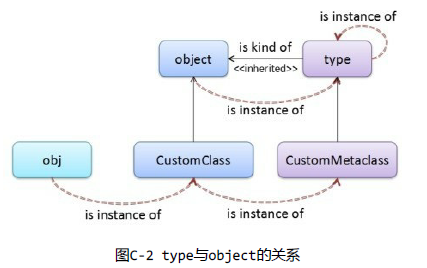 is instance of
is kind of
object
<<inherited>>
type
is instance of
obj
CustomClass
CustomMetaclass
is instance of
is instance of
图C-2 type与object的关系